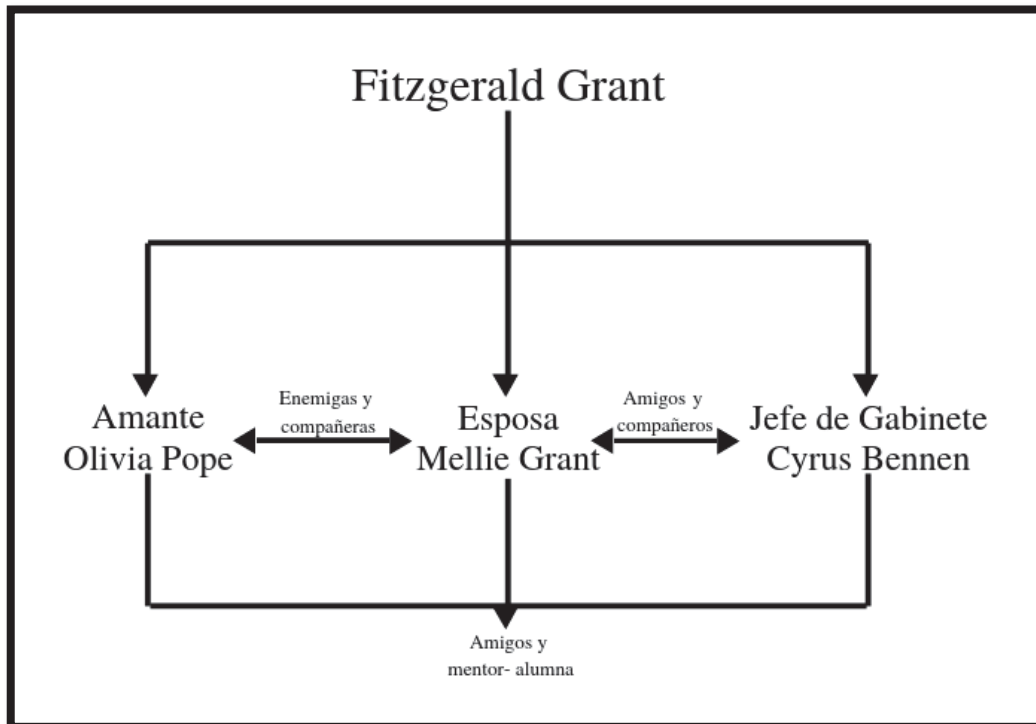 Fitzgerald Grant
Amante
Olivia Pope
Enemigas y
compañeras
Esposa
Mellie Grant
Amigos y
compañeros
Jefe de Gabinete
Cyrus Bennen
Amigos y
mentor- alumna